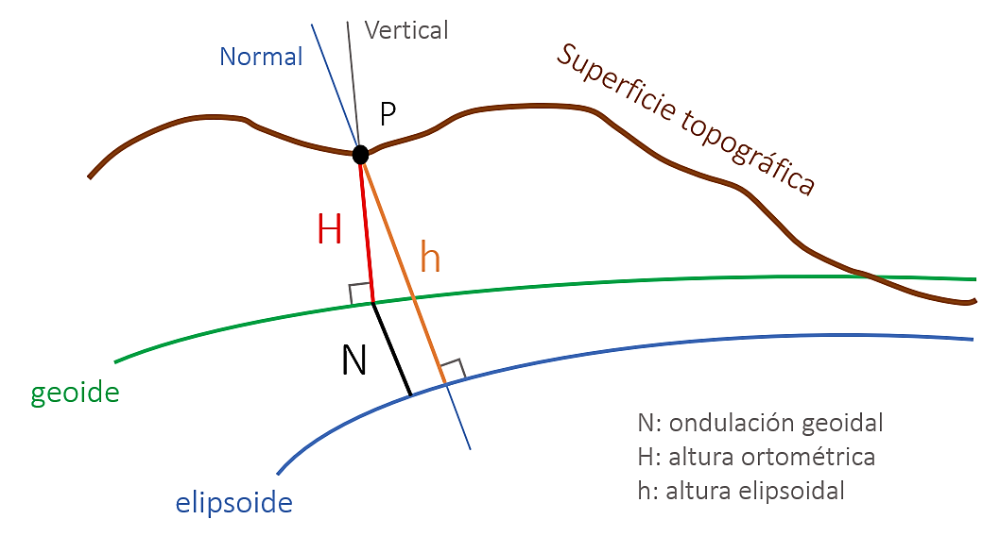 Vertical
Normal
P
Superficie topográfica
H
h
N
geoide
elipsoide
N: ondulación geoidal
H: altura ortométrica
h: altura elipsoidal